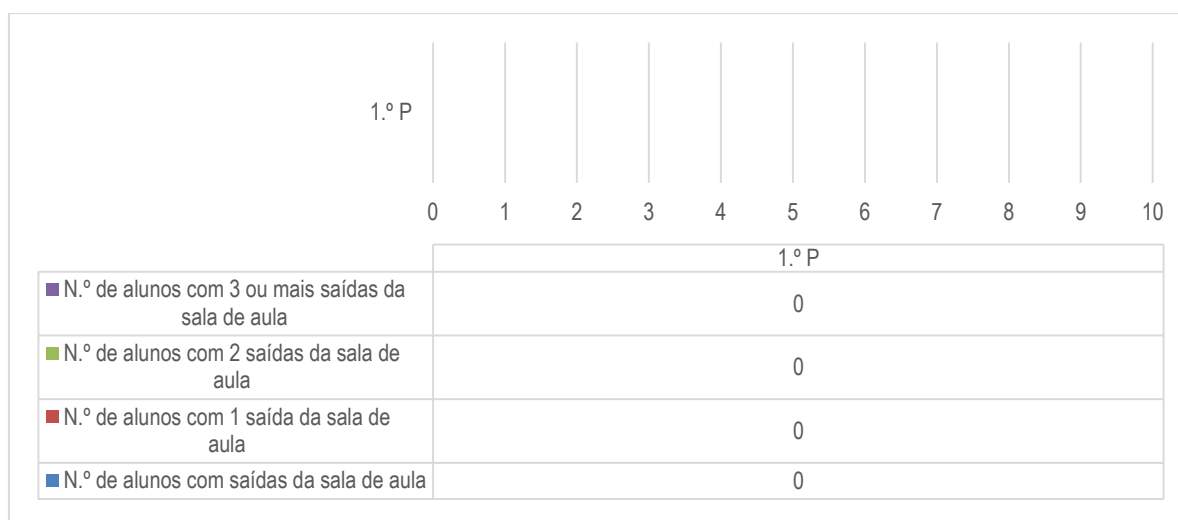 1.º P
0 1 2 3 4 5 6 7 8 9 10
1.º P
N.º de alunos com 3 ou mais saídas da
sala de aula
0
N.º de alunos com 2 saídas da sala de
aula
0
N.º de alunos com 1 saída da sala de
aula
0
N.º de alunos com saídas da sala de aula
0